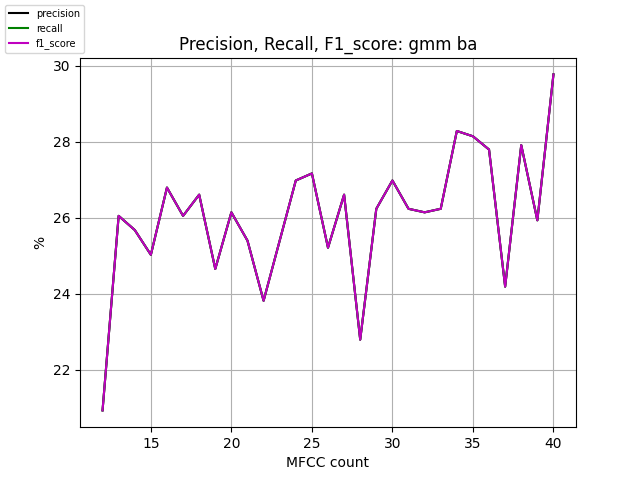 precision
recall
f1_score
Precision, Recall, F1_score: gmm ba
30
28
26
24
22
%
15 20 25 30 35 40
MFCC count